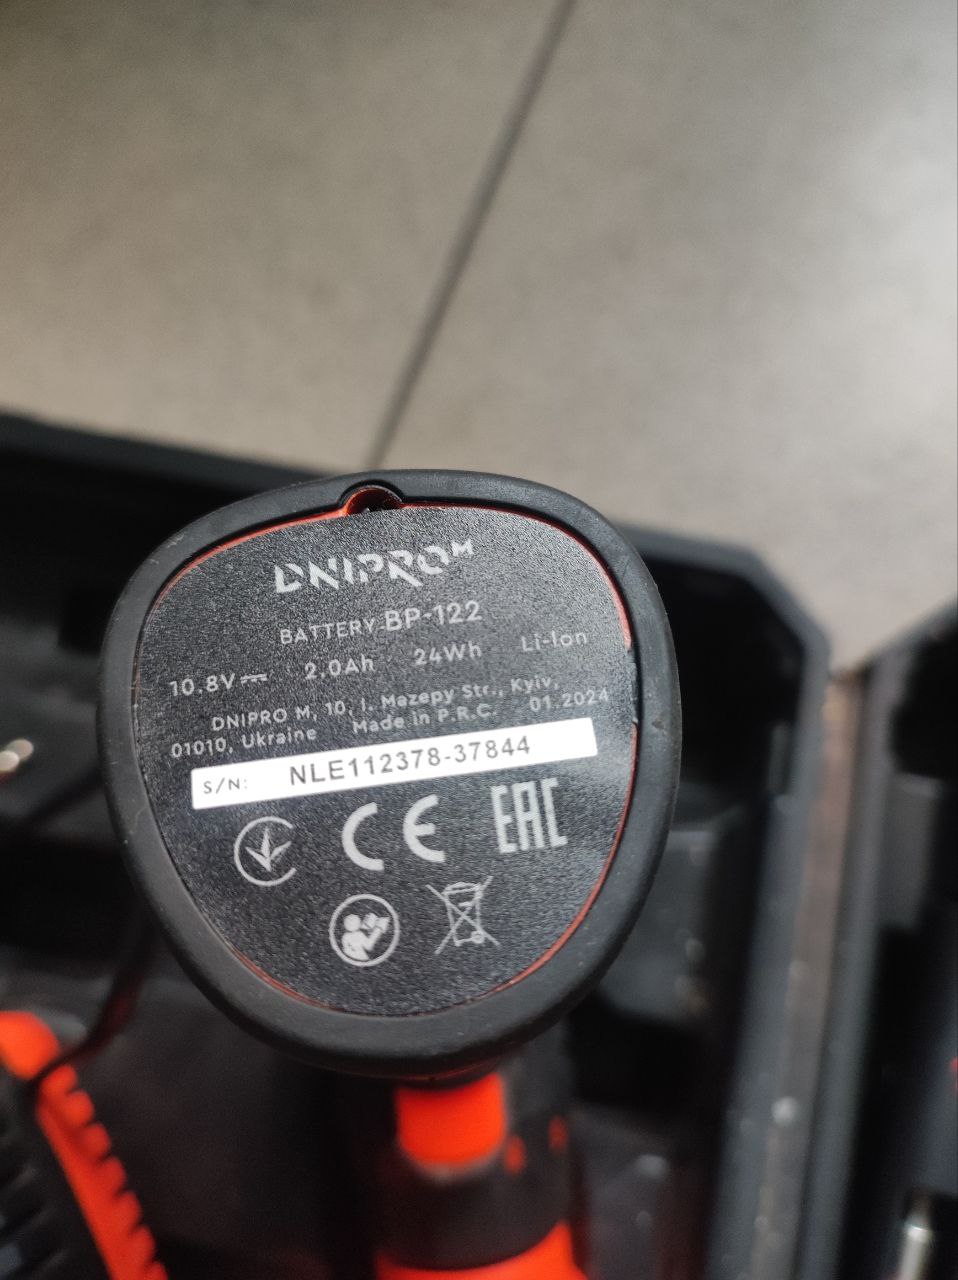 DNIPRO M
BATTERY BP-122
10.8V 2,0Ah 24Wh Li-Ion
DNIPRO M, 10, I. Mazepy Str., Kyiv,
01010, Ukraine Made in P.R.C. 01.2024
S/N: NLE112378-37844
CE EAC